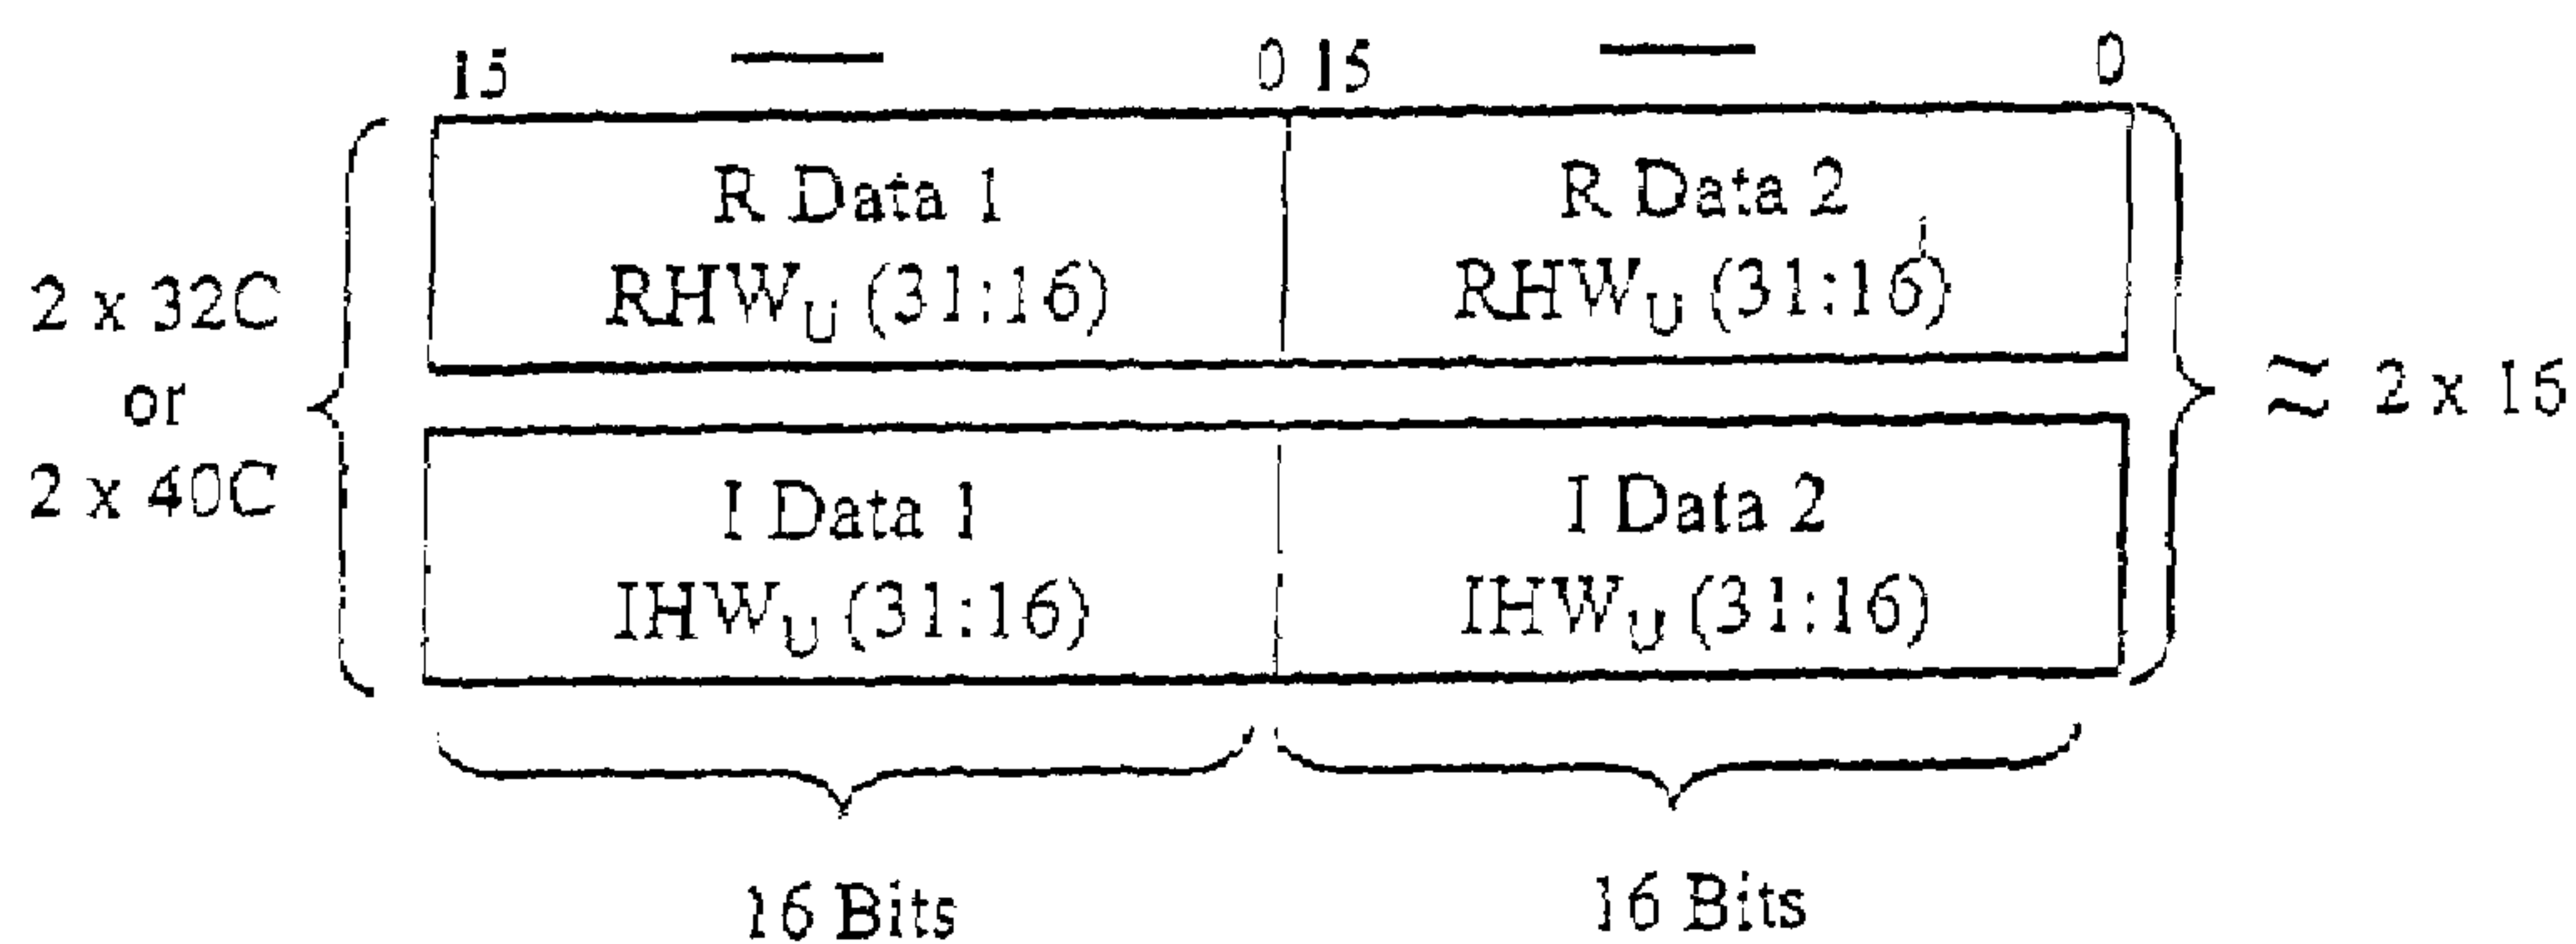 15 — 0 15 — 0
R Data 1 R Data 2
RHWU (31:16) RHWU (31:16)
2 x 32C
or
2 x 40C
≈ 2 x 16
I Data 1 I Data 2
IHWU (31:16) IHWU (31:16)
16 Bits 16 Bits